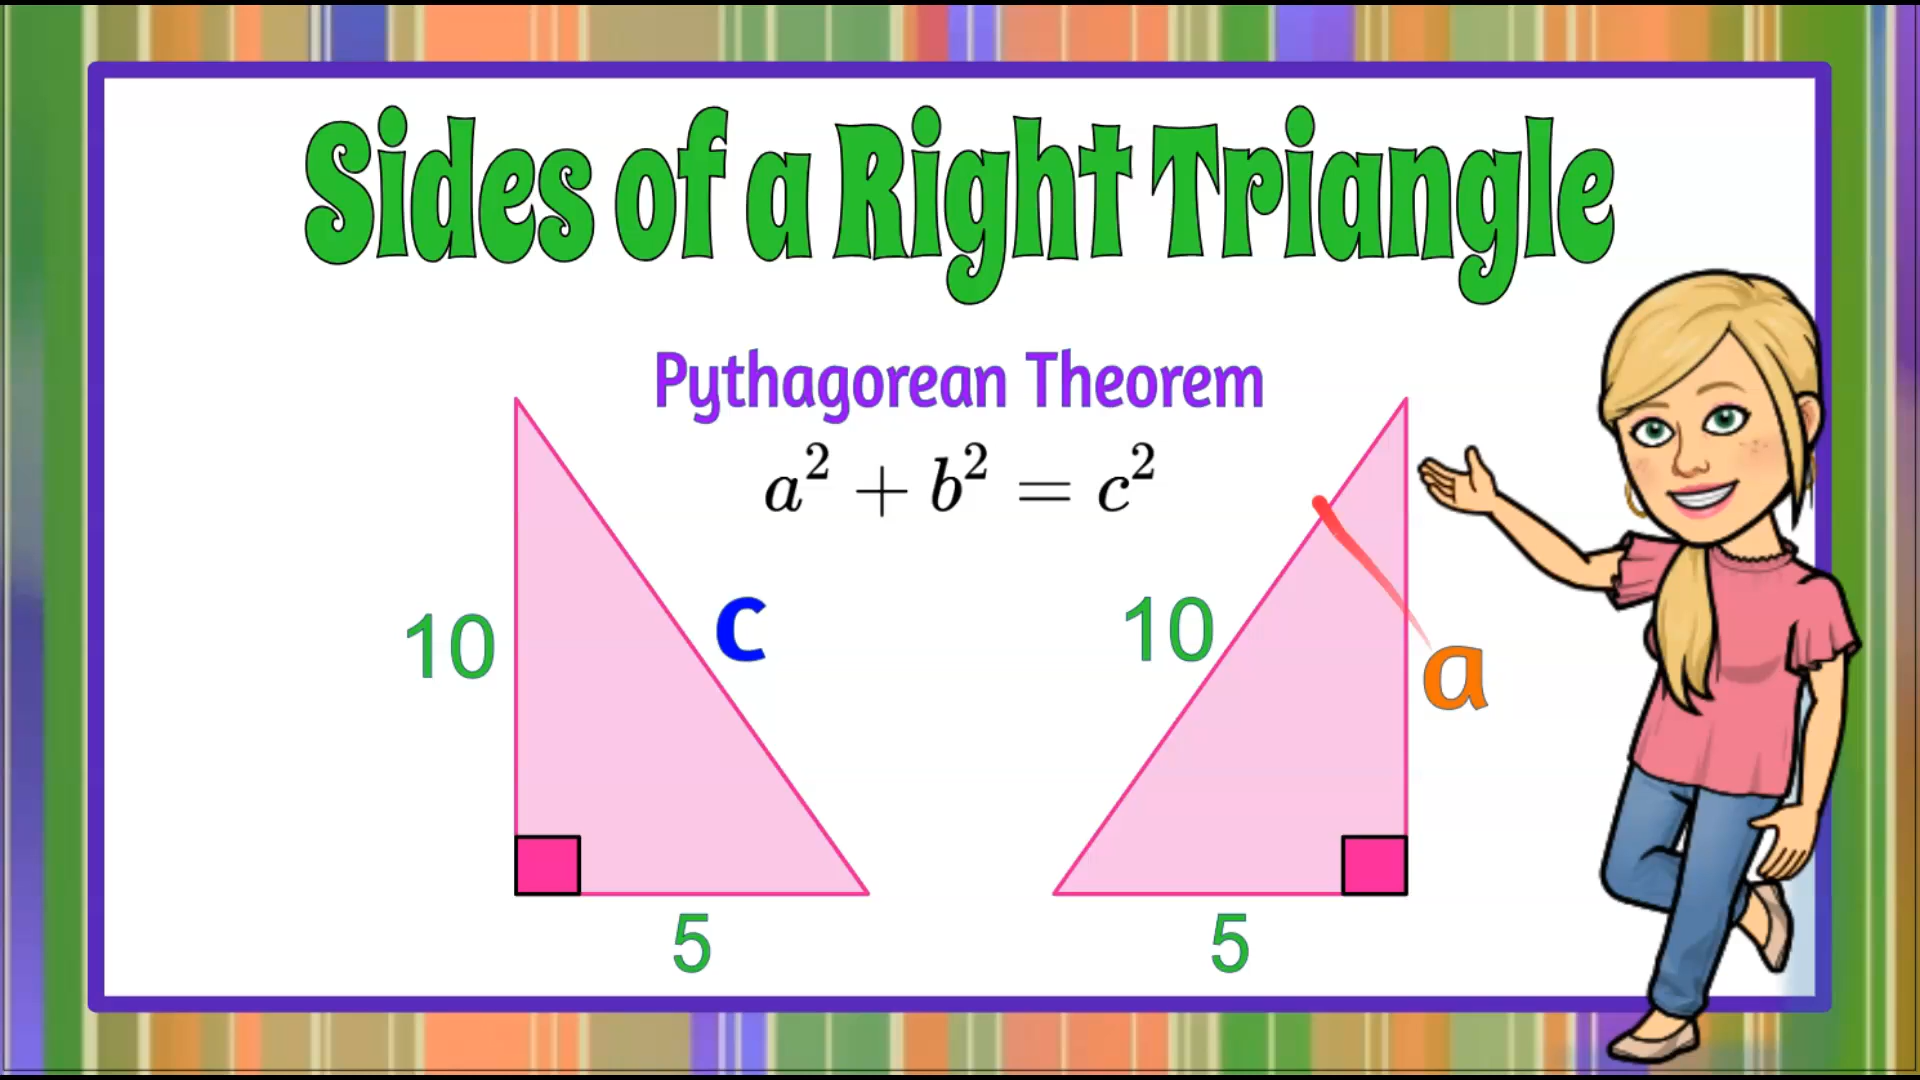 Sides of a Right Triangle
Pythagorean Theorem
a² + b² = c²
10
c
5
10
a
5